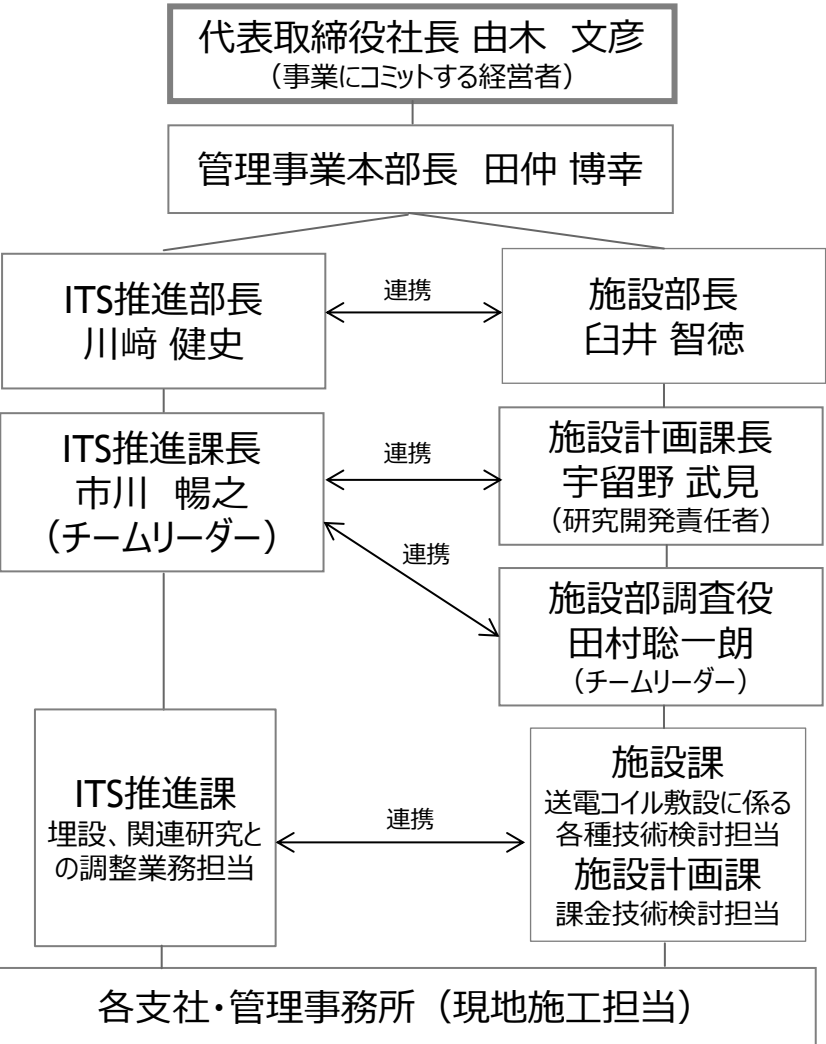 代表取締役社長 由木　文彦
（事業にコミットする経営者）
管理事業本部長　田仲 博幸
ITS推進部長
川﨑 健史
連携
施設部長
臼井 智徳
ITS推進課長
市川　暢之
（チームリーダー）
連携
施設計画課長
宇留野 武見
（研究開発責任者）
連携
施設部調査役
田村聡一朗
（チームリーダー）
ITS推進課
埋設、関連研究と
の調整業務担当
連携
施設課
送電コイル敷設に係る
各種技術検討担当
施設計画課
課金技術検討担当
各支社・管理事務所（現地施工担当）